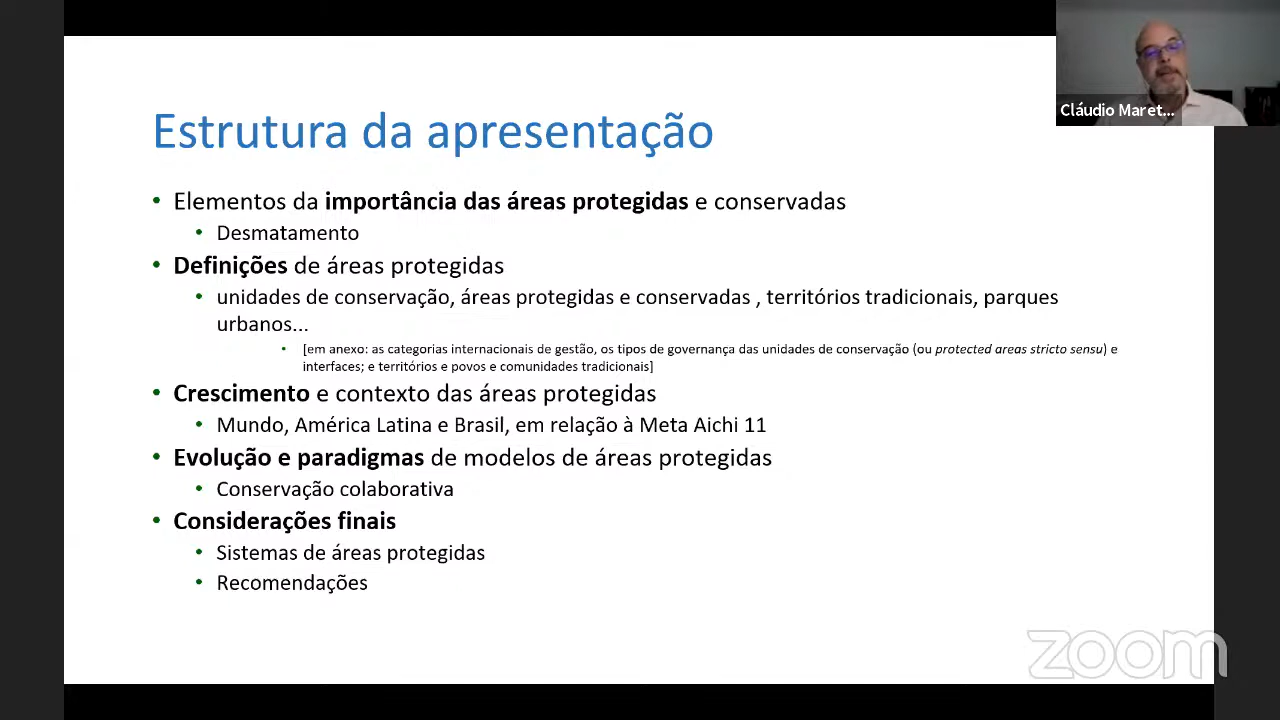 Estrutura da apresentação
Cláudio Maret...
• Elementos da importância das áreas protegidas e conservadas
• Desmatamento
• Definições de áreas protegidas
• unidades de conservação, áreas protegidas e conservadas , territórios tradicionais, parques
urbanos...
• [em anexo: as categorias internacionais de gestão, os tipos de governança das unidades de conservação (ou protected areas stricto sensu) e
interfaces; e territórios e povos e comunidades tradicionais]
• Crescimento e contexto das áreas protegidas
• Mundo, América Latina e Brasil, em relação à Meta Aichi 11
• Evolução e paradigmas de modelos de áreas protegidas
• Conservação colaborativa
• Considerações finais
• Sistemas de áreas protegidas
• Recomendações
zoom